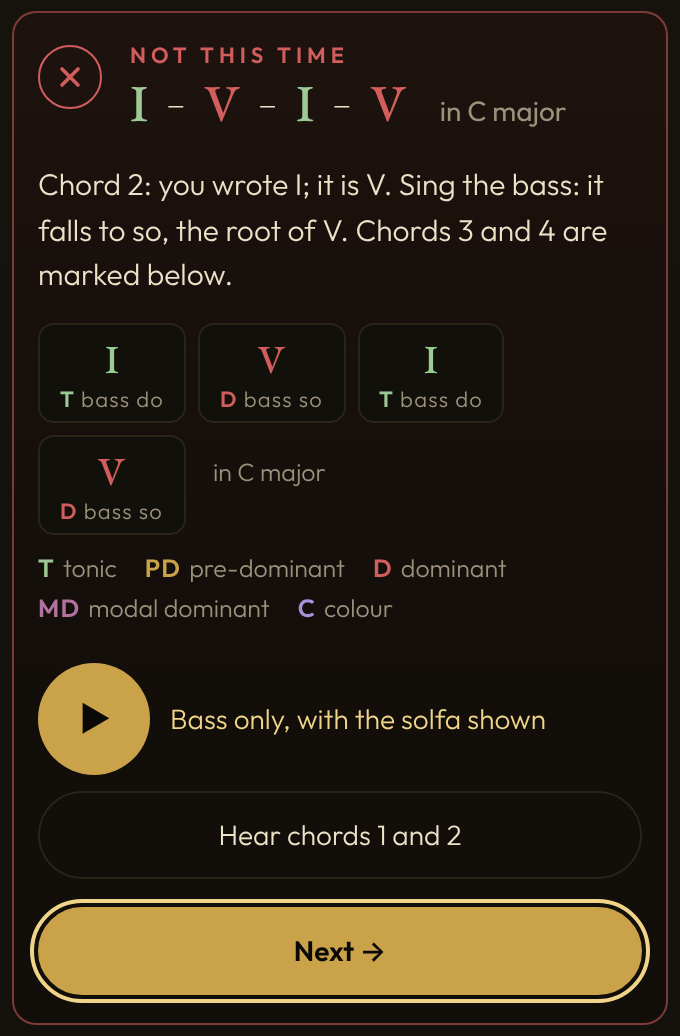 NOT THIS TIME
I – V – I – V in C major
Chord 2: you wrote I; it is V. Sing the bass: it
falls to so, the root of V. Chords 3 and 4 are
marked below.
I V I
T bass do D bass so T bass do
V in C major
D bass so
T tonic PD pre-dominant D dominant
MD modal dominant C colour
Bass only, with the solfa shown
Hear chords 1 and 2
Next →